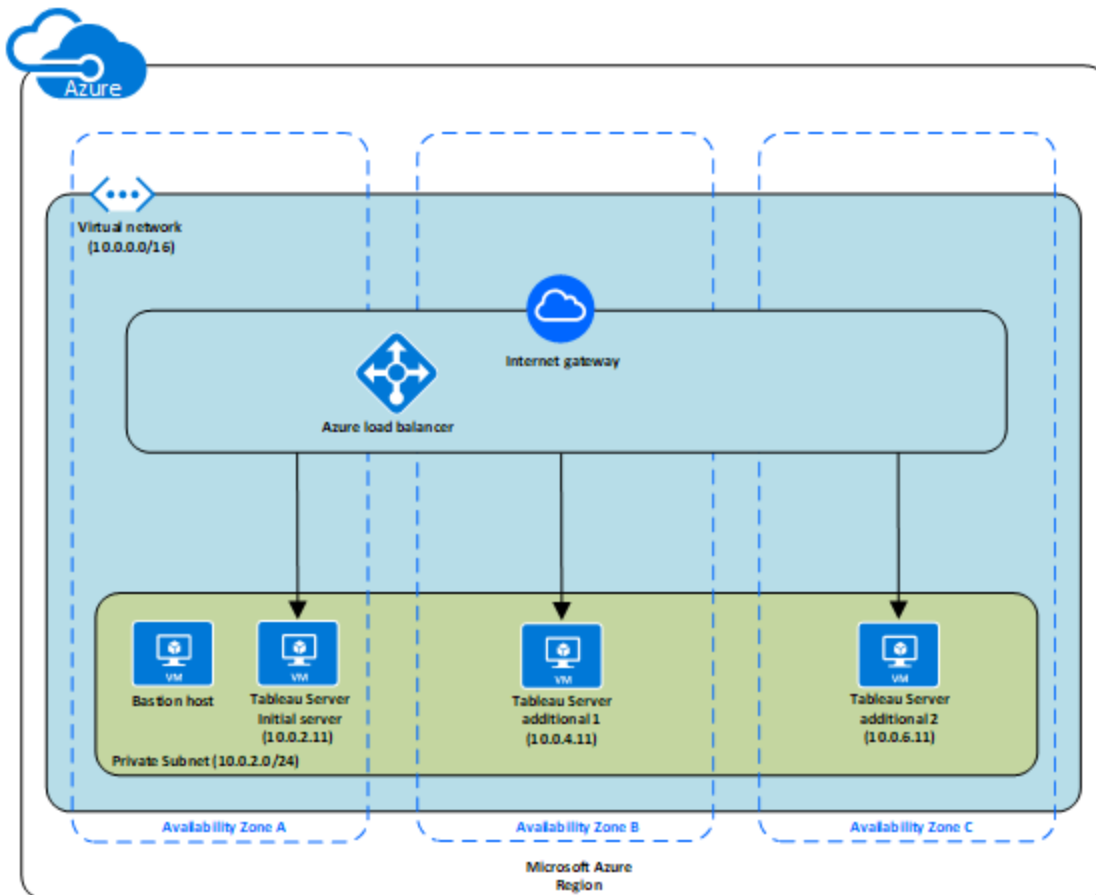 Azure
Virtual network
(10.0.0.0/16)
Internet gateway
Azure load balancer
VM
VM
VM
VM
Bastion host
Tableau Server
Initial server
(10.0.2.11)
Tableau Server
additional 1
(10.0.4.11)
Tableau Server
additional 2
(10.0.6.11)
Private Subnet (10.0.2.0/24)
Availability Zone A
Availability Zone B
Availability Zone C
Microsoft Azure
Region